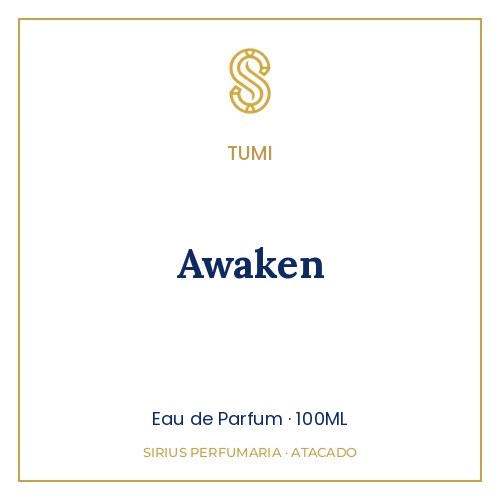 TUMI
Awaken
Eau de Parfum · 100ML
SIRIUS PERFUMARIA · ATACADO